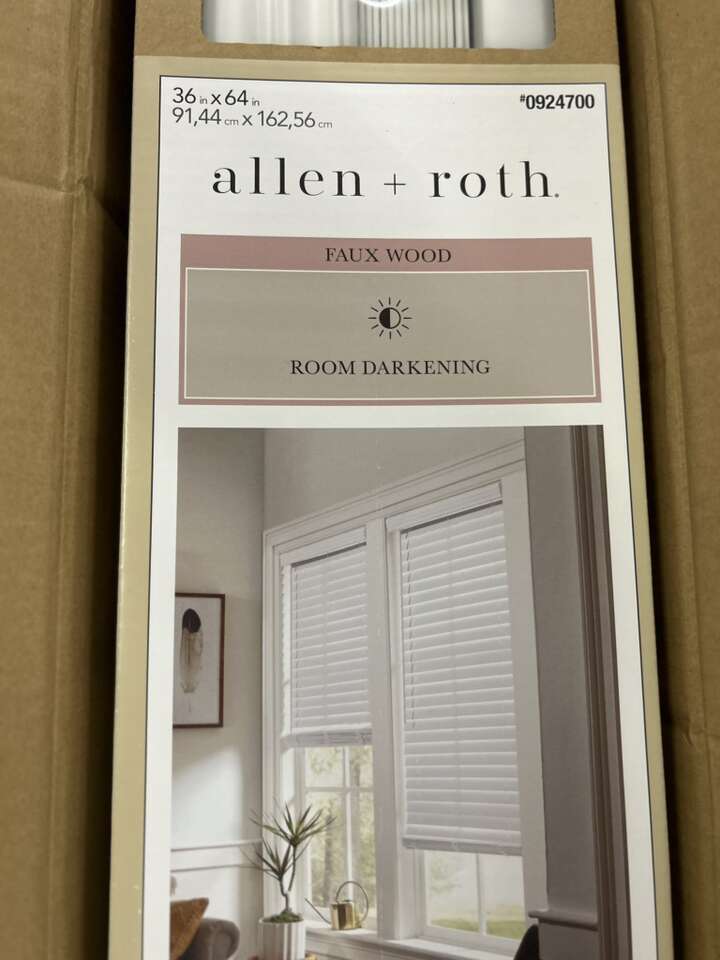 36 in x 64 in
#0924700
91,44 cm x 162,56 cm
allen + roth.
FAUX WOOD
ROOM DARKENING